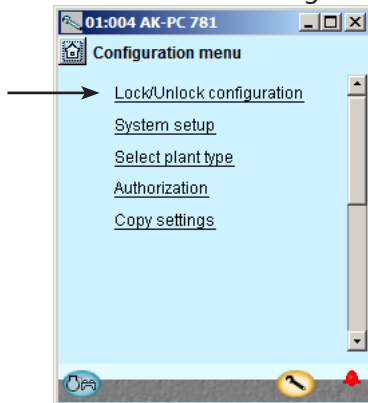 01:004 AK-PC 781
Configuration menu
Lock/Unlock configuration
System setup
Select plant type
Authorization
Copy settings